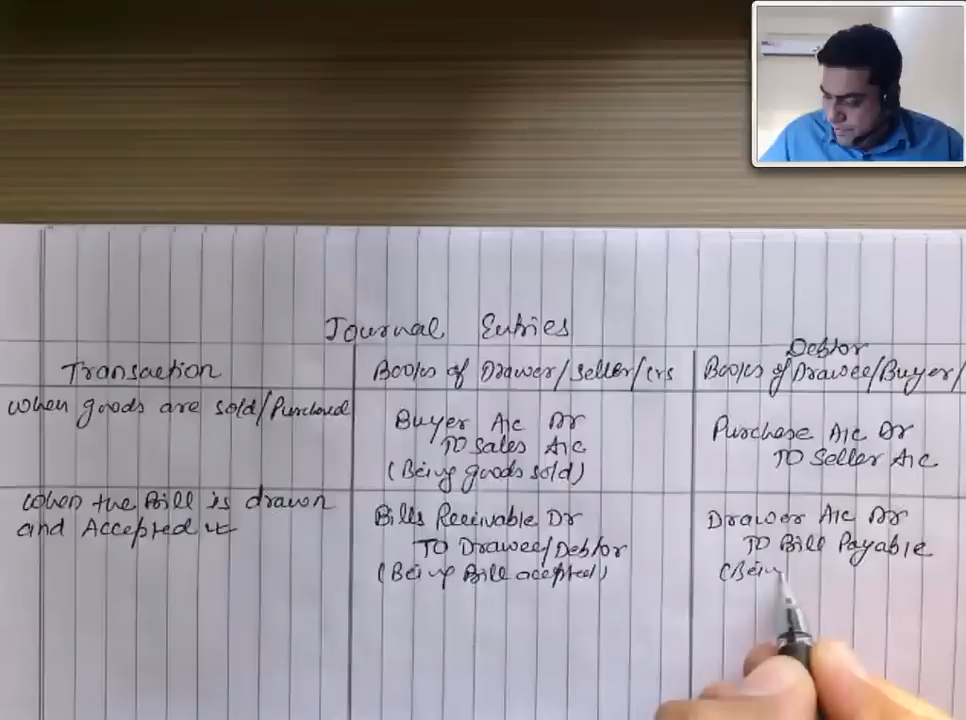 Journal Entries
Transaction
Books of Drawer/Seller/crs
Debtor
Books of Drawee/Buyer/
When goods are sold/Purchased
Buyer A/c Dr
TO Sales A/c
(Being goods sold)
Purchase A/c Dr
TO Seller A/c
When the Bill is drawn
and Accepted it
Bills Receivable Dr
TO Drawee/Debtor
(Being Bill accepted)
Drawer A/c Dr
TO Bill Payable
(Bein